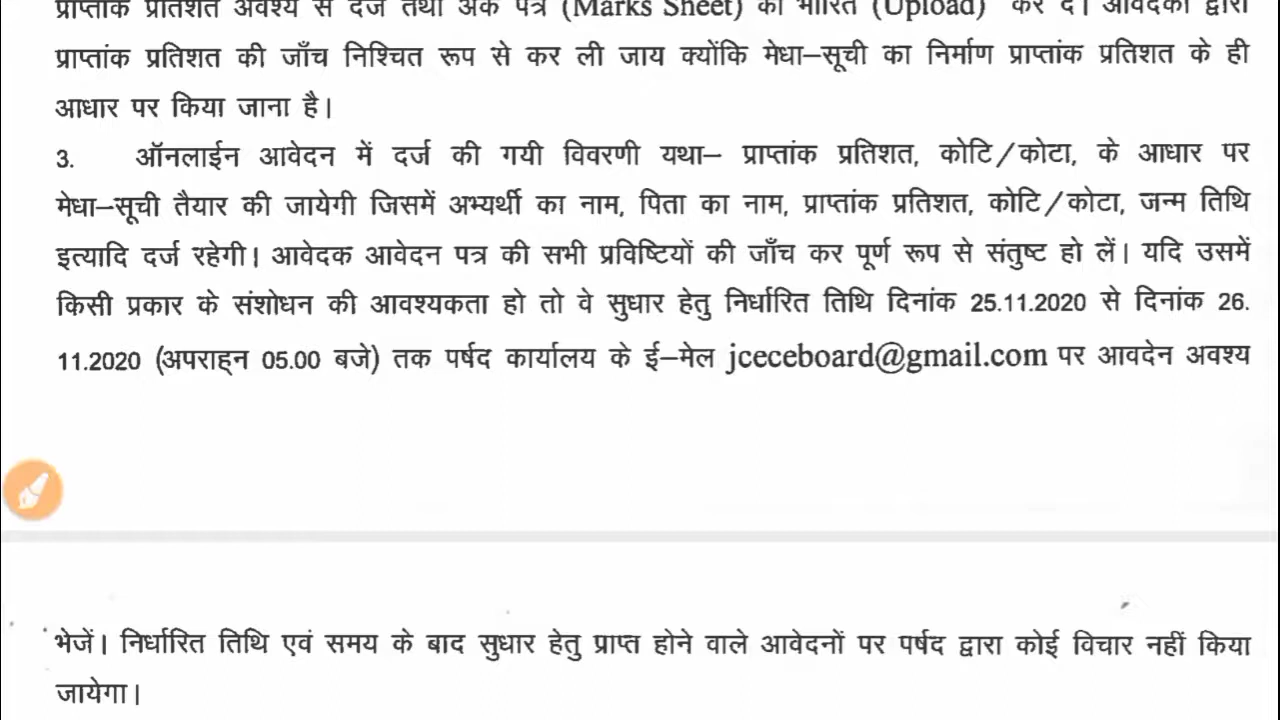 प्राप्तांक प्रतिशत अवश्य से दर्ज तथा अंक पत्र (Marks Sheet) को भारित (Upload) कर दें। आवेदकों द्वारा
प्राप्तांक प्रतिशत की जाँच निश्चित रूप से कर ली जाय क्योंकि मेधा–सूची का निर्माण प्राप्तांक प्रतिशत के ही
आधार पर किया जाना है।
3. ऑनलाईन आवेदन में दर्ज की गयी विवरणी यथा– प्राप्तांक प्रतिशत, कोटि/कोटा, के आधार पर
मेधा–सूची तैयार की जायेगी जिसमें अभ्यर्थी का नाम, पिता का नाम, प्राप्तांक प्रतिशत, कोटि/कोटा, जन्म तिथि
इत्यादि दर्ज रहेगी। आवेदक आवेदन पत्र की सभी प्रविष्टियों की जाँच कर पूर्ण रूप से संतुष्ट हो लें। यदि उसमें
किसी प्रकार के संशोधन की आवश्यकता हो तो वे सुधार हेतु निर्धारित तिथि दिनांक 25.11.2020 से दिनांक 26.
11.2020 (अपराह्न 05.00 बजे) तक पर्षद कार्यालय के ई–मेल jceceboard@gmail.com पर आवदेन अवश्य
भेजें। निर्धारित तिथि एवं समय के बाद सुधार हेतु प्राप्त होने वाले आवेदनों पर पर्षद द्वारा कोई विचार नहीं किया
जायेगा।